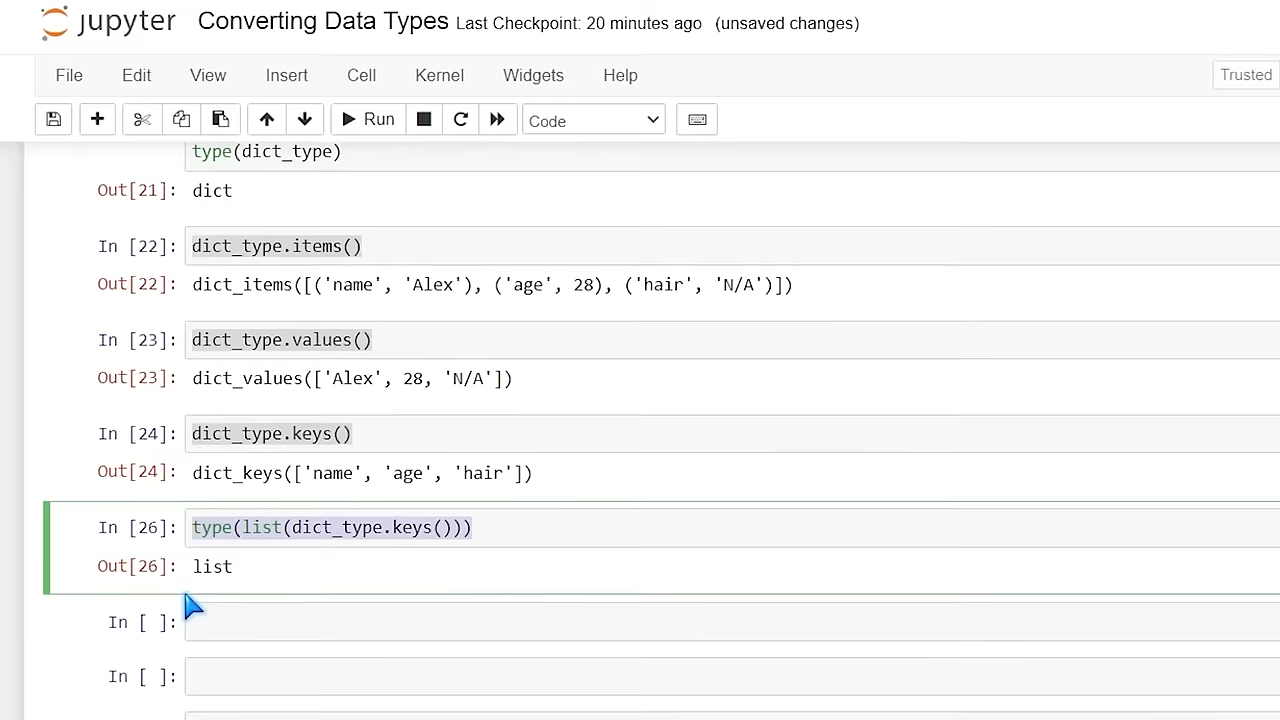 jupyter Converting Data Types Last Checkpoint: 20 minutes ago (unsaved changes)
File Edit View Insert Cell Kernel Widgets Help Trusted
Run Code
type(dict_type)
Out[21]: dict
In [22]: dict_type.items()
Out[22]: dict_items([('name', 'Alex'), ('age', 28), ('hair', 'N/A')])
In [23]: dict_type.values()
Out[23]: dict_values(['Alex', 28, 'N/A'])
In [24]: dict_type.keys()
Out[24]: dict_keys(['name', 'age', 'hair'])
In [26]: type(list(dict_type.keys()))
Out[26]: list
In [ ]:
In [ ]: